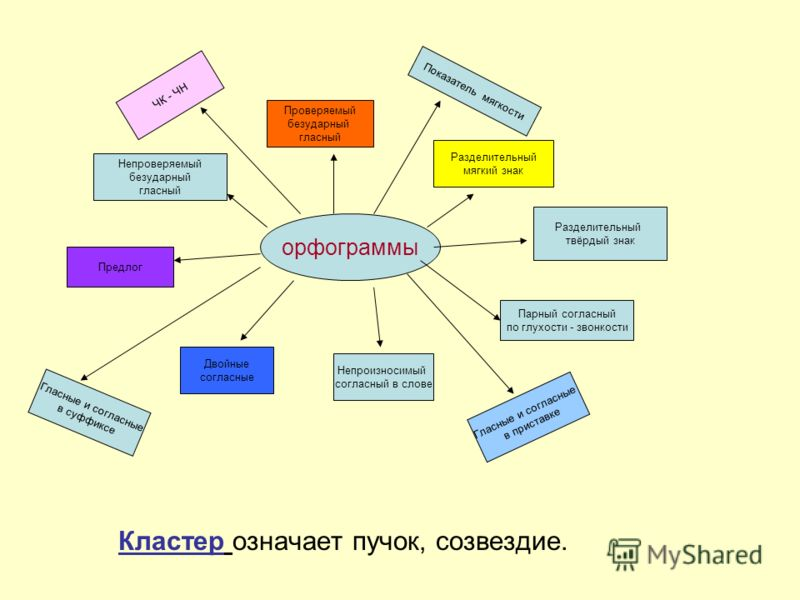 ЧК - ЧН
Показатель мягкости
Проверяемый
безударный
гласный
Разделительный
мягкий знак
Непроверяемый
безударный
гласный
орфограммы
Разделительный
твёрдый знак
Предлог
Парный согласный
по глухости - звонкости
Двойные
согласные
Непроизносимый
согласный в слове
Гласные и согласные
в суффиксе
Гласные и согласные
в приставке
Кластер означает пучок, созвездие.
MyShared